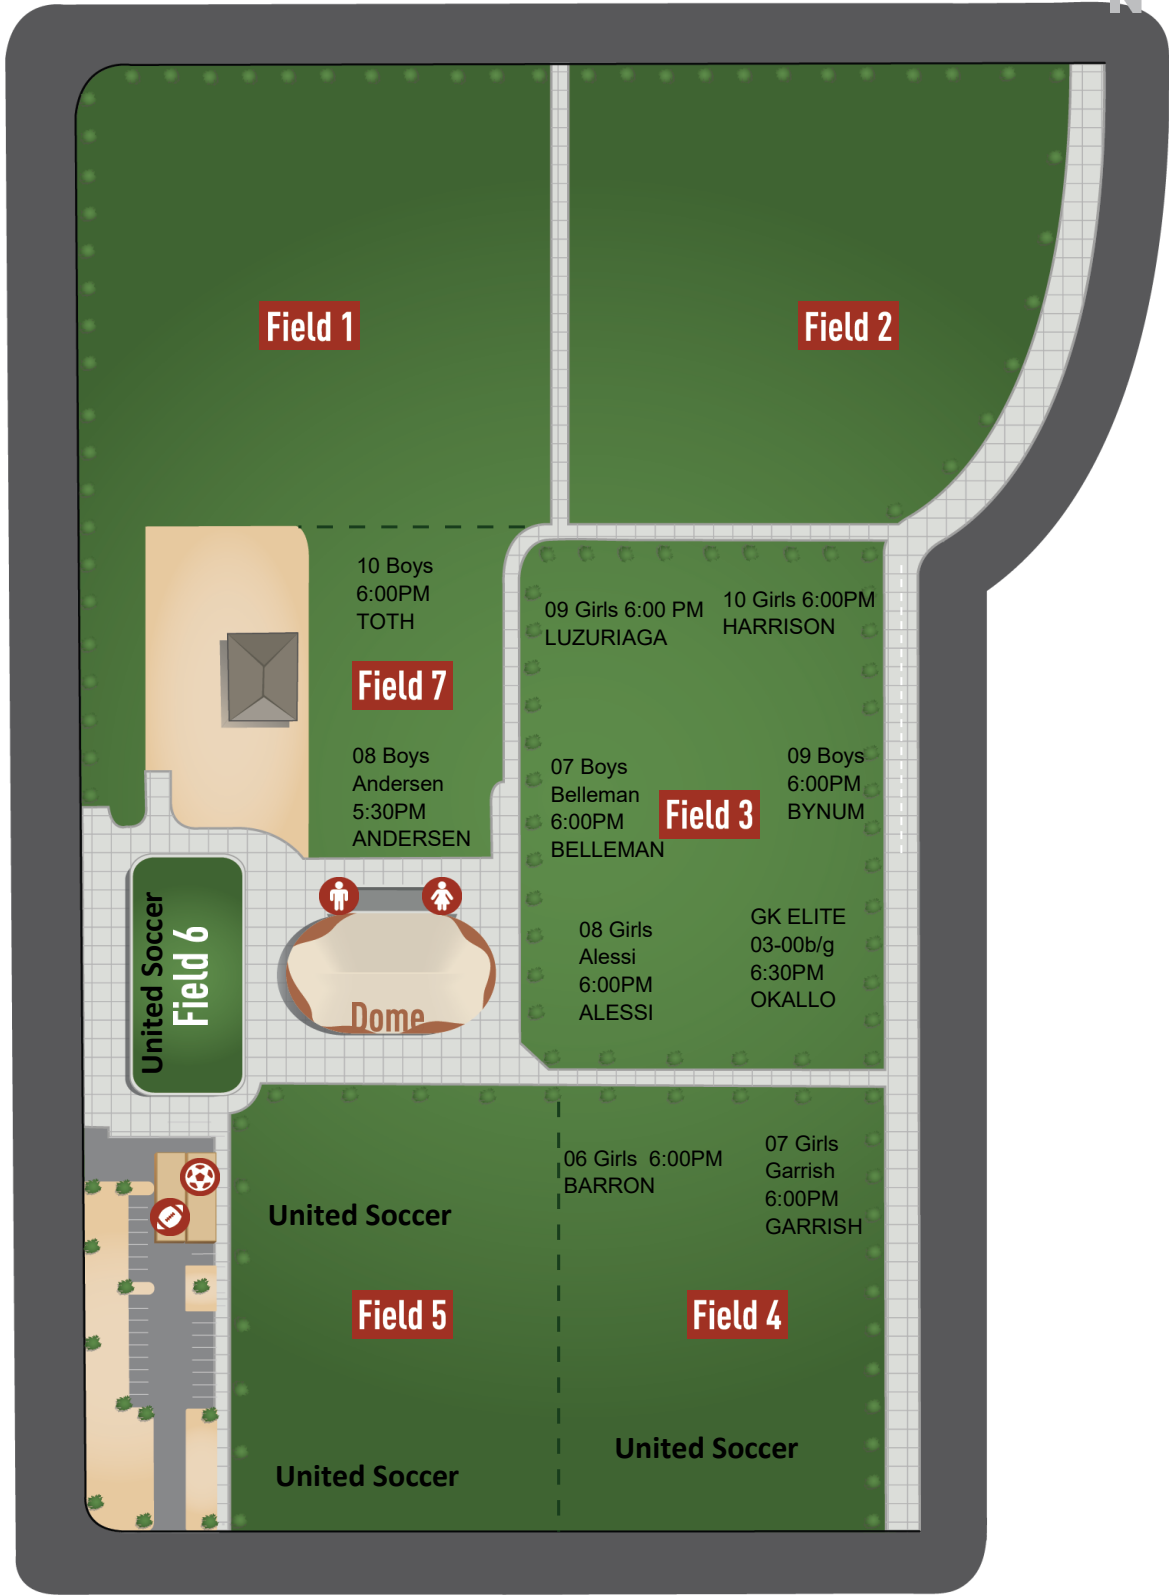 N
Field 1
Field 2
10 Boys
6:00PM
TOTH
Field 7
08 Boys
Andersen
5:30PM
ANDERSEN
09 Girls 6:00 PM
LUZURIAGA
10 Girls 6:00PM
HARRISON
07 Boys
Belleman
6:00PM
BELLEMAN
Field 3
09 Boys
6:00PM
BYNUM
08 Girls
Alessi
6:00PM
ALESSI
GK ELITE
03-00b/g
6:30PM
OKALLO
United Soccer
Field 6
Dome
06 Girls 6:00PM
BARRON
07 Girls
Garrish
6:00PM
GARRISH
United Soccer
Field 5
Field 4
United Soccer
United Soccer